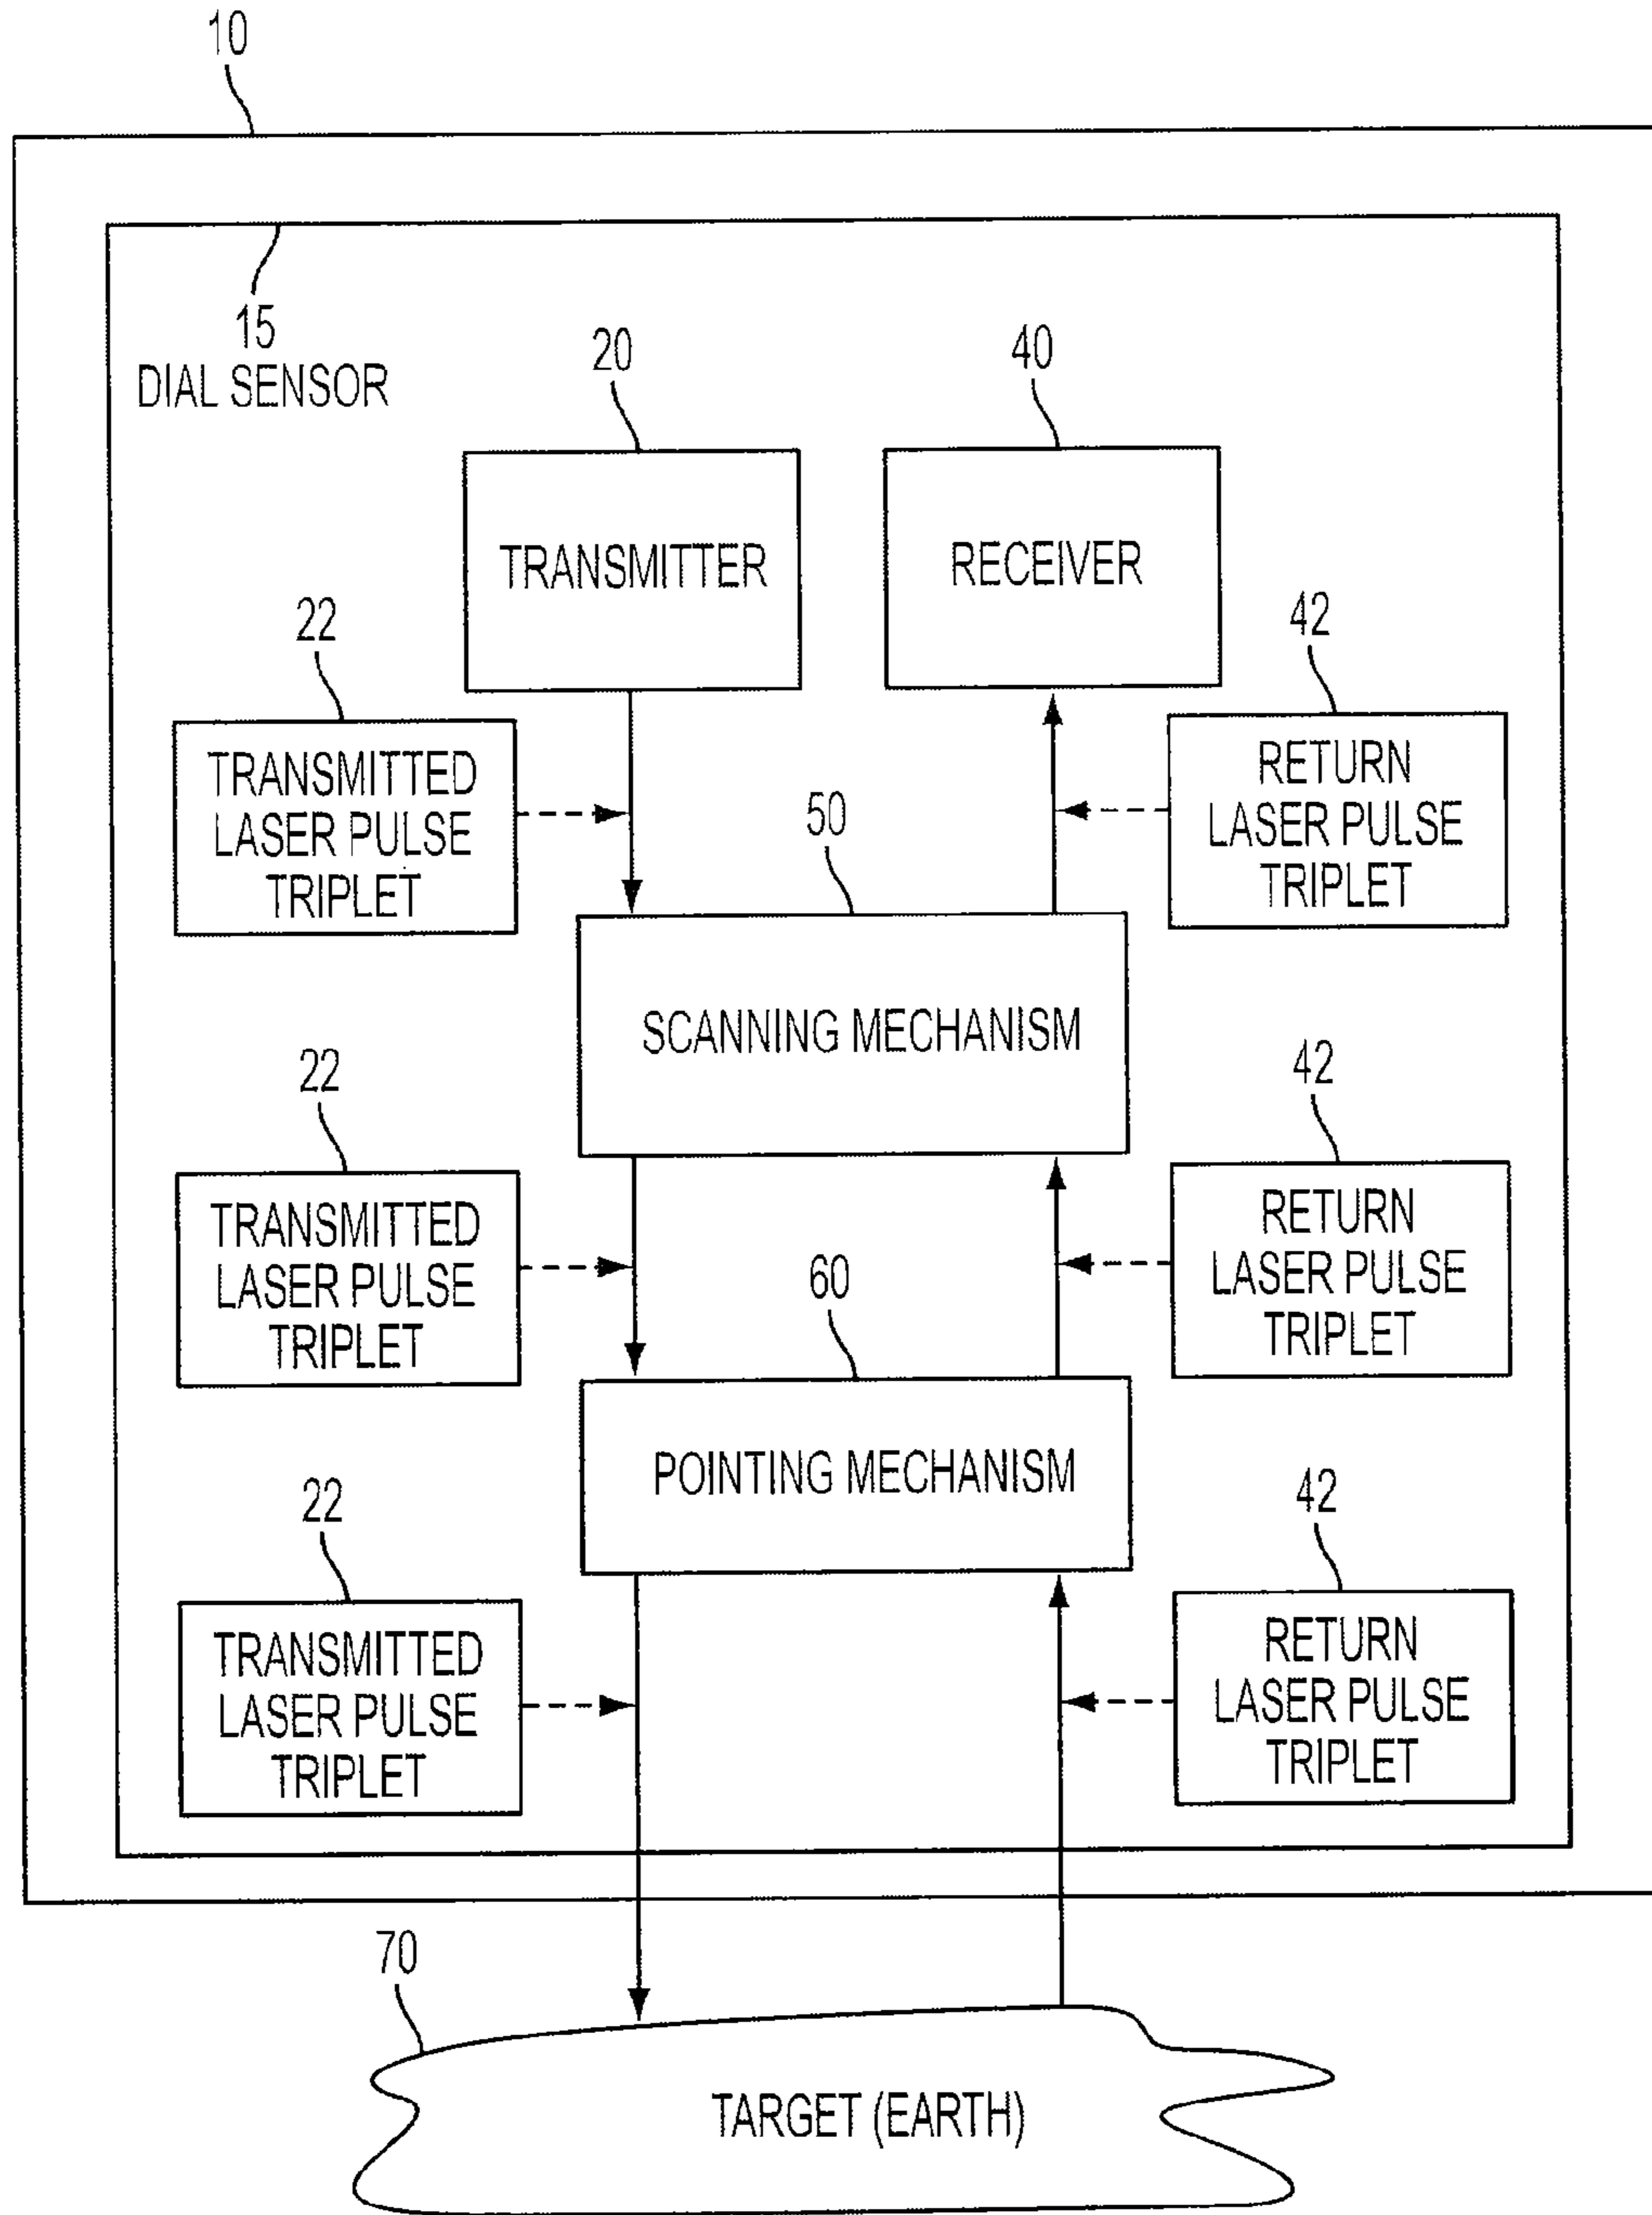 10
15
DIAL SENSOR
20
40
TRANSMITTER
RECEIVER
22
TRANSMITTED
LASER PULSE
TRIPLET
42
RETURN
LASER PULSE
TRIPLET
50
SCANNING MECHANISM
22
TRANSMITTED
LASER PULSE
TRIPLET
42
RETURN
LASER PULSE
TRIPLET
60
POINTING MECHANISM
22
TRANSMITTED
LASER PULSE
TRIPLET
42
RETURN
LASER PULSE
TRIPLET
70
TARGET (EARTH)